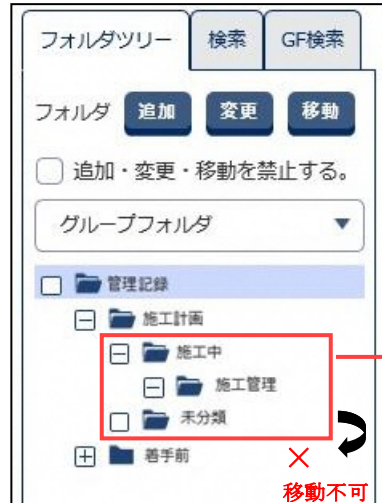 フォルダツリー 検索 GF検索
フォルダ 追加 変更 移動
追加・変更・移動を禁止する。
グループフォルダ
管理記録
施工計画
施工中
施工管理
未分類
着手前
移動不可